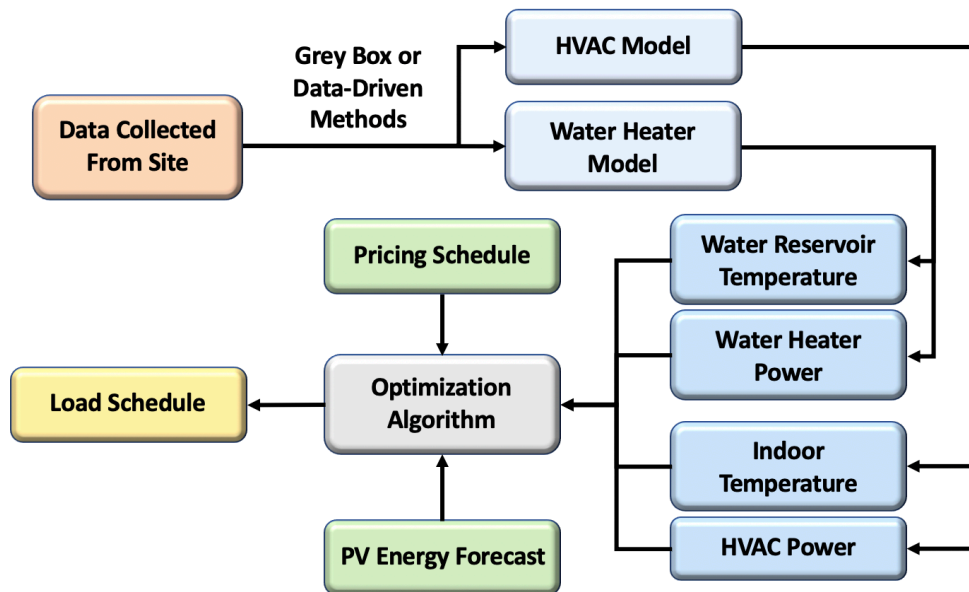 HVAC Model
Grey Box or
Data-Driven
Methods
Data Collected
From Site
Water Heater
Model
Pricing Schedule
Water Reservoir
Temperature
Water Heater
Power
Load Schedule
Optimization
Algorithm
Indoor
Temperature
PV Energy Forecast
HVAC Power